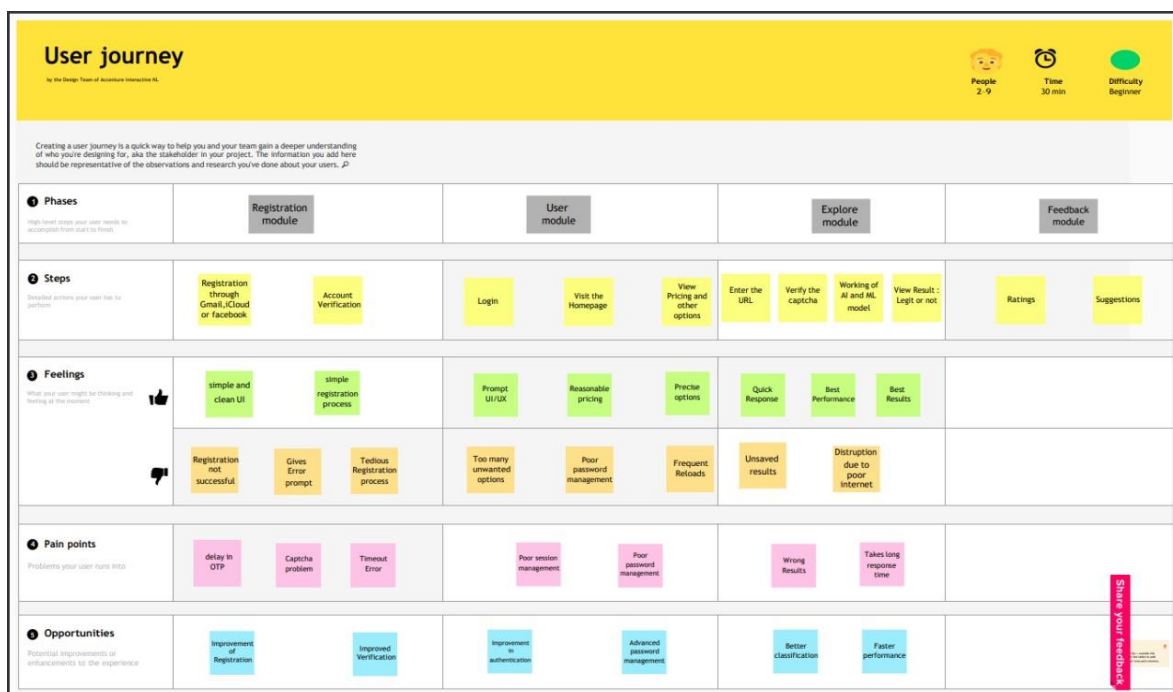 User journey
by the Design Team of Accenture Interactive NL
People
2-9
Time
30 min
Difficulty
Beginner
Creating a user journey is a quick way to help you and your team gain a deeper understanding
of who you're designing for, aka the stakeholder in your project. The information you add here
should be representative of the observations and research you've done about your users.
1 Phases
High level steps your user needs to
accomplish from start to finish
Registration
module
User
module
Explore
module
Feedback
module
2 Steps
Detailed actions your user has to
perform
Registration
through
Gmail,iCloud
or facebook
Account
Verification
Login
Visit the
Homepage
View
Pricing and
other
options
Enter the
URL
Verify the
captcha
Working of
AI and ML
model
View Result :
Legit or not
Ratings
Suggestions
3 Feelings
What your user might be thinking and
feeling at the moment
simple and
clean UI
simple
registration
process
Prompt
UI/UX
Reasonable
pricing
Precise
options
Quick
Response
Best
Performance
Best
Results
Registration
not
successful
Gives
Error
prompt
Tedious
Registration
process
Too many
unwanted
options
Poor
password
management
Frequent
Reloads
Unsaved
results
Distruption
due to
poor
internet
4 Pain points
Problems your user runs into
delay in
OTP
Captcha
problem
Timeout
Error
Poor session
management
Poor
password
management
Wrong
Results
Takes long
response
time
5 Opportunities
Potential improvements or
enhancements to the experience
Improvement
of
Registration
Improved
Verification
Improvement
in
authentication
Advanced
password
management
Better
classification
Faster
performance
Share your feedback